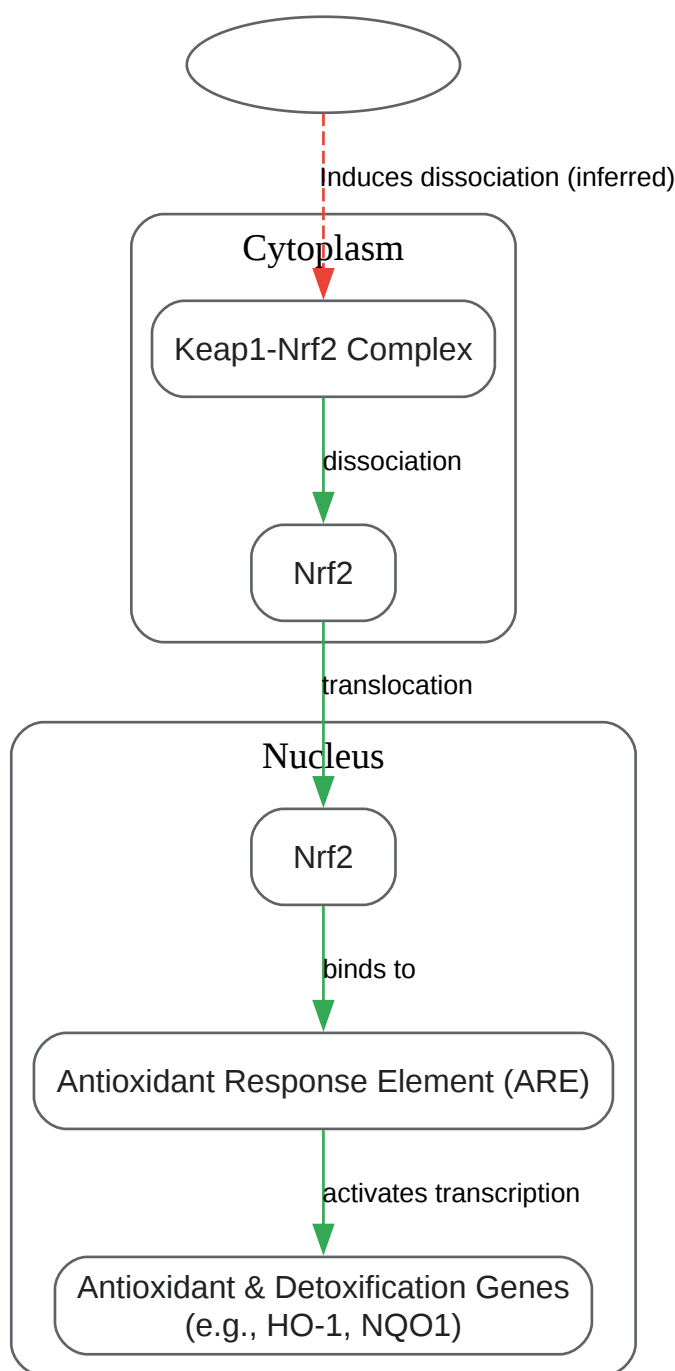 Induces dissociation (inferred)
Cytoplasm
Keap1-Nrf2 Complex
dissociation
Nrf2
translocation
Nucleus
Nrf2
binds to
Antioxidant Response Element (ARE)
activates transcription
Antioxidant & Detoxification Genes
(e.g., HO-1, NQO1)